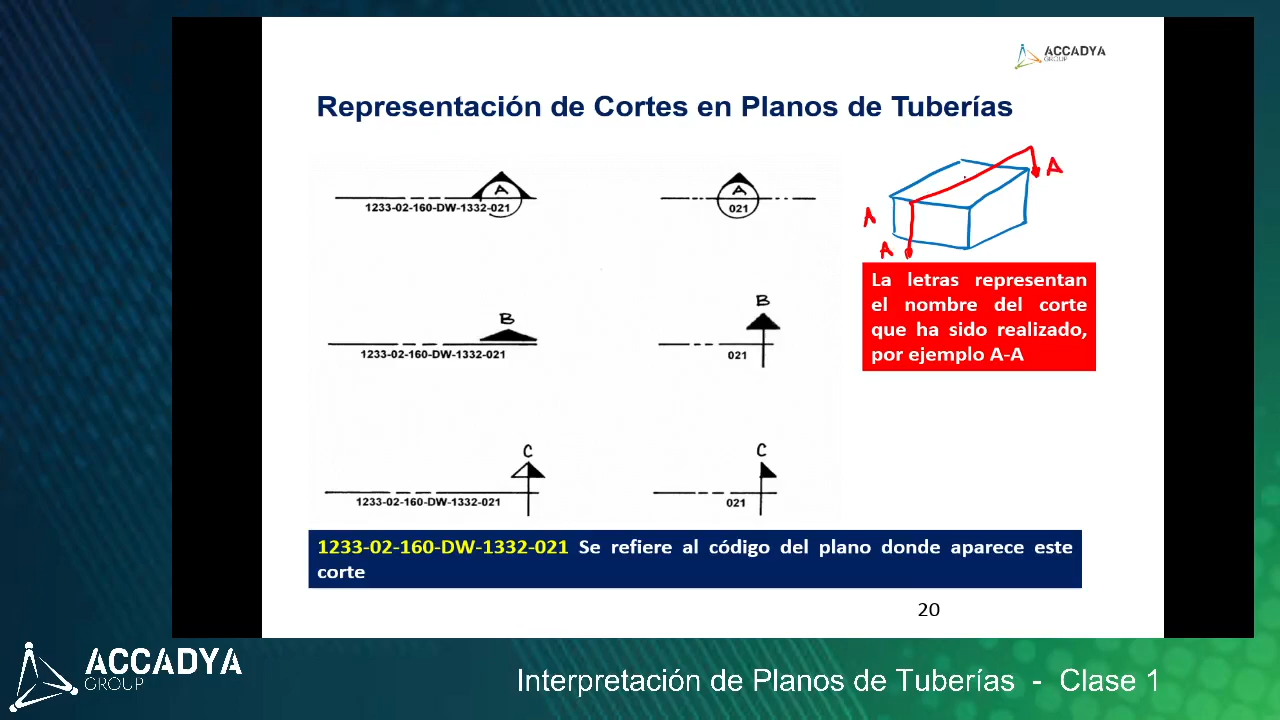 ACCADYA
GROUP
Representación de Cortes en Planos de Tuberías
A
1233-02-160-DW-1332-021
A
021
A
A
A
La letras representan
el nombre del corte
que ha sido realizado,
por ejemplo A-A
B
1233-02-160-DW-1332-021
B
021
C
1233-02-160-DW-1332-021
C
021
1233-02-160-DW-1332-021 Se refiere al código del plano donde aparece este
corte
20
ACCADYA
GROUP
Interpretación de Planos de Tuberías - Clase 1